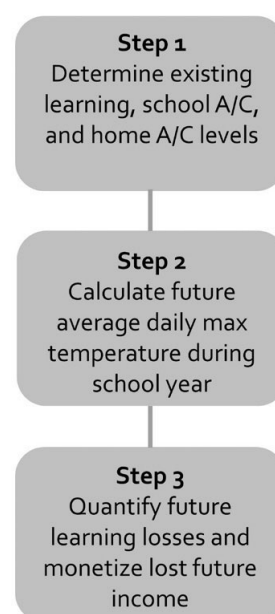 Step 1
Determine existing
learning, school A/C,
and home A/C levels
Step 2
Calculate future
average daily max
temperature during
school year
Step 3
Quantify future
learning losses and
monetize lost future
income